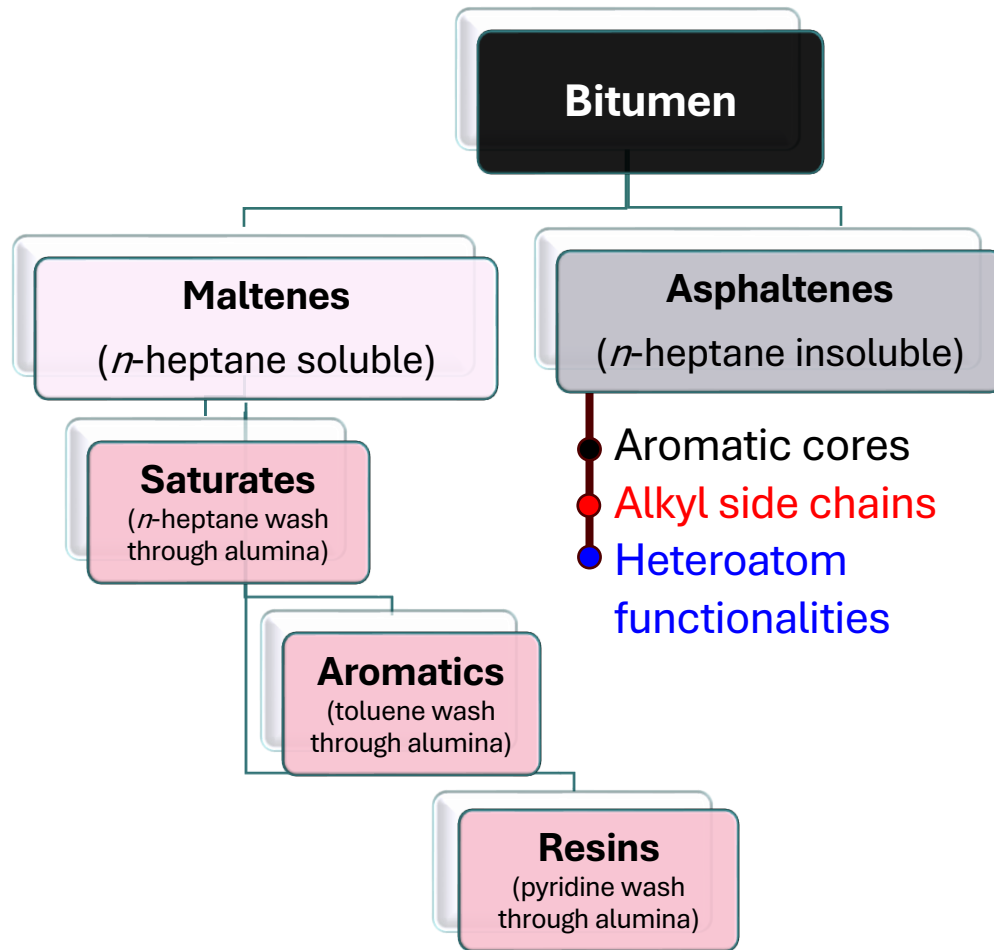 Bitumen
Maltenes
(n-heptane soluble)
Asphaltenes
(n-heptane insoluble)
Aromatic cores
Alkyl side chains
Heteroatom
functionalities
Saturates
(n-heptane wash
through alumina)
Aromatics
(toluene wash
through alumina)
Resins
(pyridine wash
through alumina)